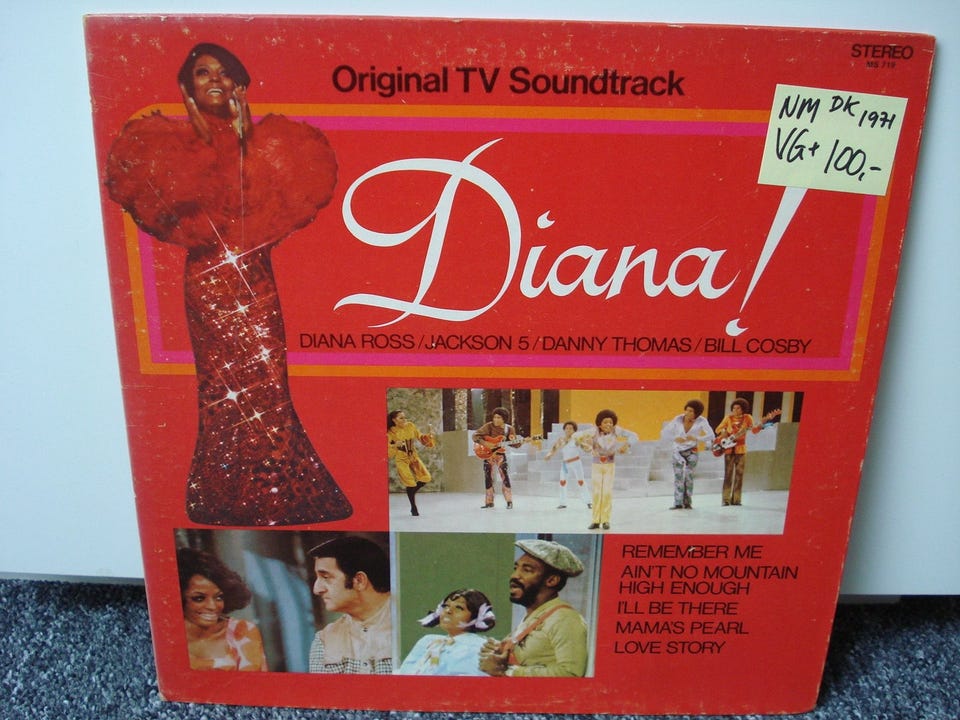 STEREO
MS 719
Original TV Soundtrack
NM DK 1971
VG+ 100,-
Diana!
DIANA ROSS/JACKSON 5/DANNY THOMAS/BILL COSBY
REMEMBER ME
AIN'T NO MOUNTAIN
HIGH ENOUGH
I'LL BE THERE
MAMA'S PEARL
LOVE STORY